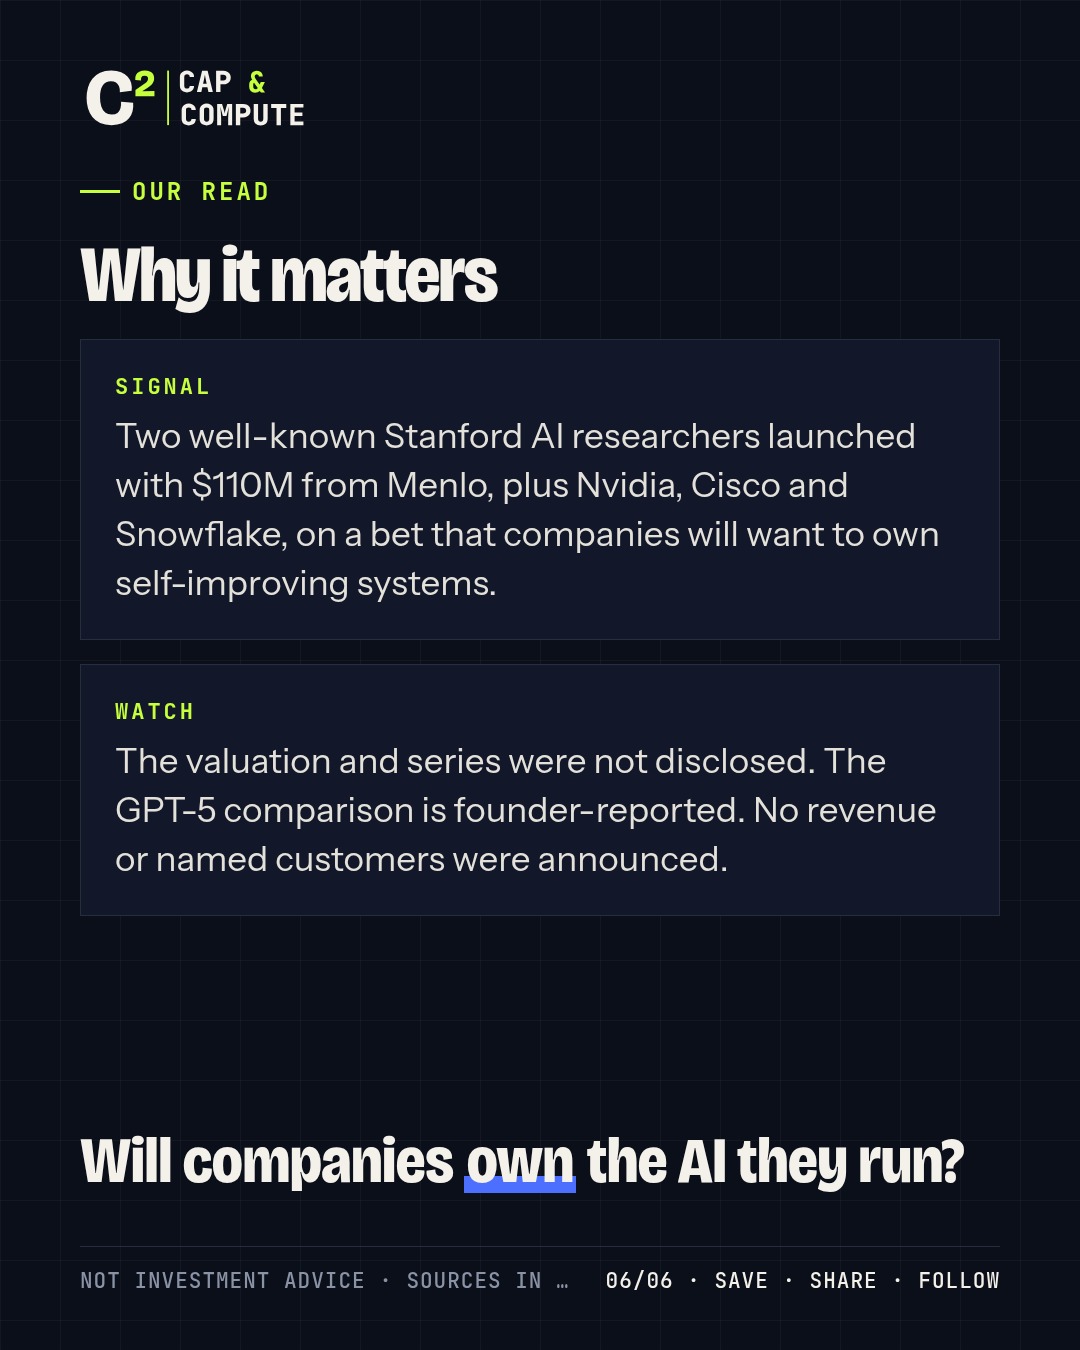 C² CAP &
COMPUTE
OUR READ
Why it matters
SIGNAL
Two well-known Stanford AI researchers launched
with $110M from Menlo, plus Nvidia, Cisco and
Snowflake, on a bet that companies will want to own
self-improving systems.
WATCH
The valuation and series were not disclosed. The
GPT-5 comparison is founder-reported. No revenue
or named customers were announced.
Will companies own the AI they run?
NOT INVESTMENT ADVICE · SOURCES IN … 06/06 · SAVE · SHARE · FOLLOW